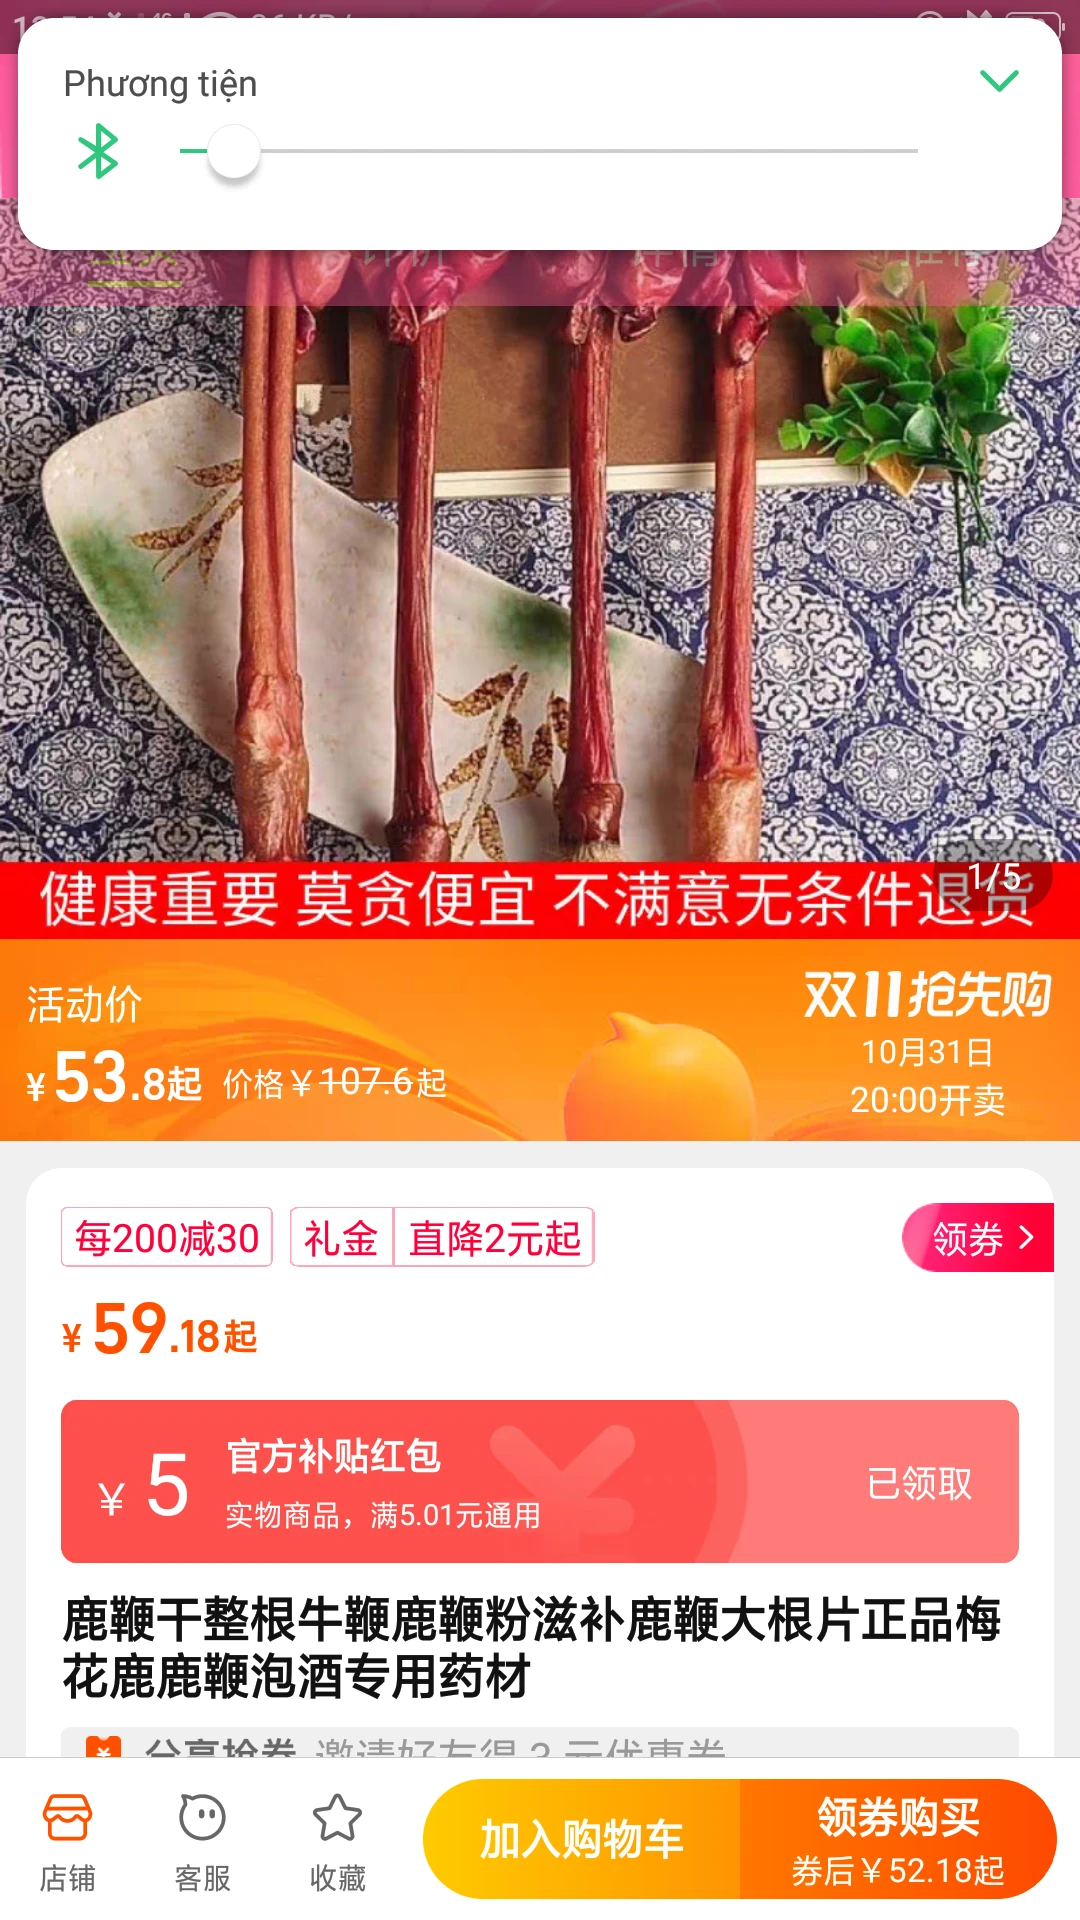 Phương tiện
健康重要 莫贪便宜 不满意无条件退货
1/5
活动价
¥53.8起 价格¥107.6起
双11抢先购
10月31日
20:00开卖
每200减30 礼金 直降2元起
领券
¥59.18起
¥5
官方补贴红包
实物商品，满5.01元通用
已领取
鹿鞭干整根牛鞭鹿鞭粉滋补鹿鞭大根片正品梅
花鹿鹿鞭泡酒专用药材
分享抢券 邀请好友得 3 元优惠券
店铺
客服
收藏
加入购物车
领券购买
券后¥52.18起